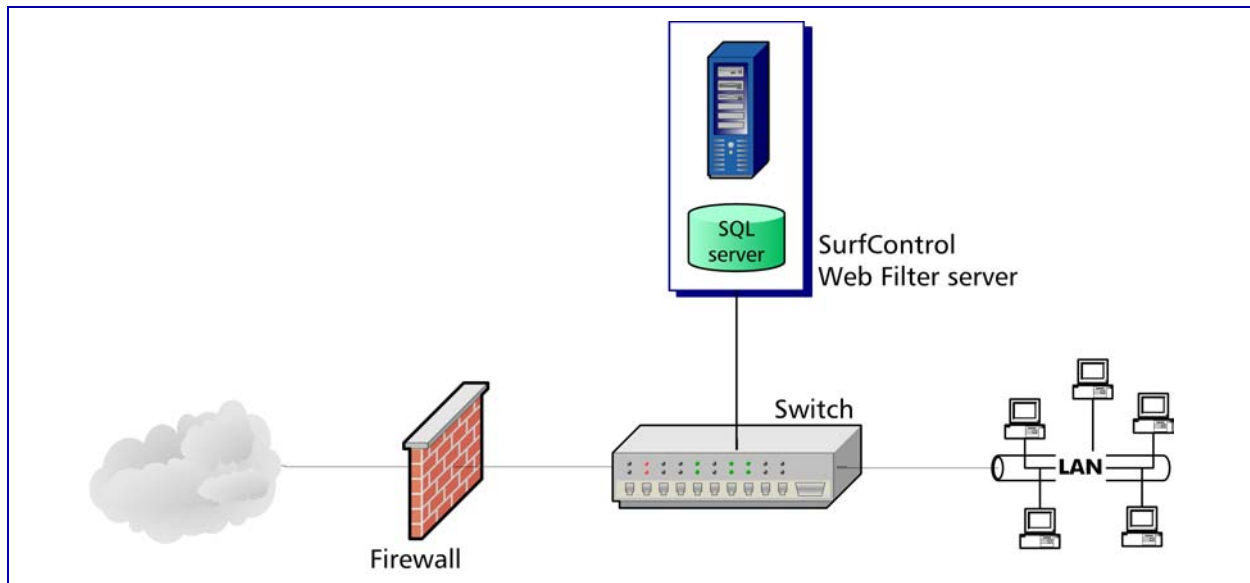 SQL
server
SurfControl
Web Filter server
Switch
LAN
Firewall